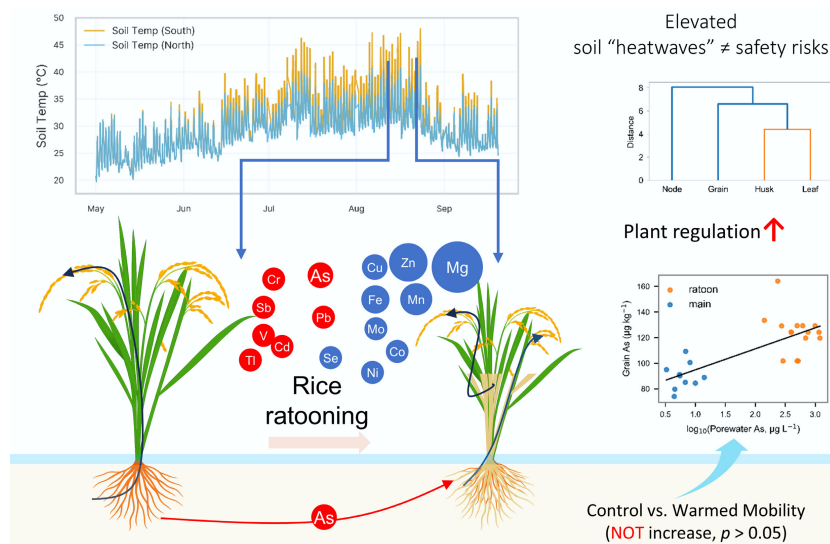 Soil Temp (South)
Soil Temp (North)
Soil Temp (°C)
50
45
40
35
30
25
20
May
Jun
Jul
Aug
Sep
Elevated
soil “heatwaves” ≠ safety risks
Distance
8
6
4
2
0
Node
Grain
Husk
Leaf
Plant regulation
Cr
As
Sb
Pb
V
Cd
Tl
Cu
Zn
Mg
Fe
Mn
Mo
Se
Co
Ni
Rice
ratooning
As
ratoon
main
Grain As (μg kg⁻¹)
160
140
120
100
80
0.5
1.0
1.5
2.0
2.5
3.0
log₁₀(Porewater As, μg L⁻¹)
Control vs. Warmed Mobility
(NOT increase, p > 0.05)